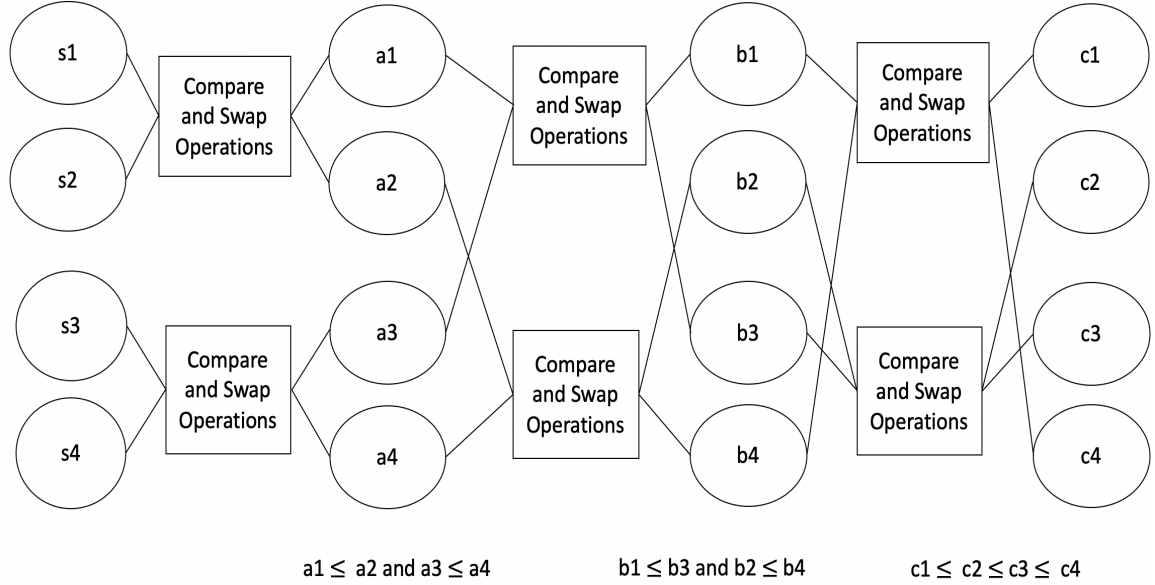 s1
s2
s3
s4
Compare
and Swap
Operations
Compare
and Swap
Operations
a1
a2
a3
a4
Compare
and Swap
Operations
Compare
and Swap
Operations
b1
b2
b3
b4
Compare
and Swap
Operations
Compare
and Swap
Operations
c1
c2
c3
c4
a1 ≤ a2 and a3 ≤ a4
b1 ≤ b3 and b2 ≤ b4
c1 ≤ c2 ≤ c3 ≤ c4